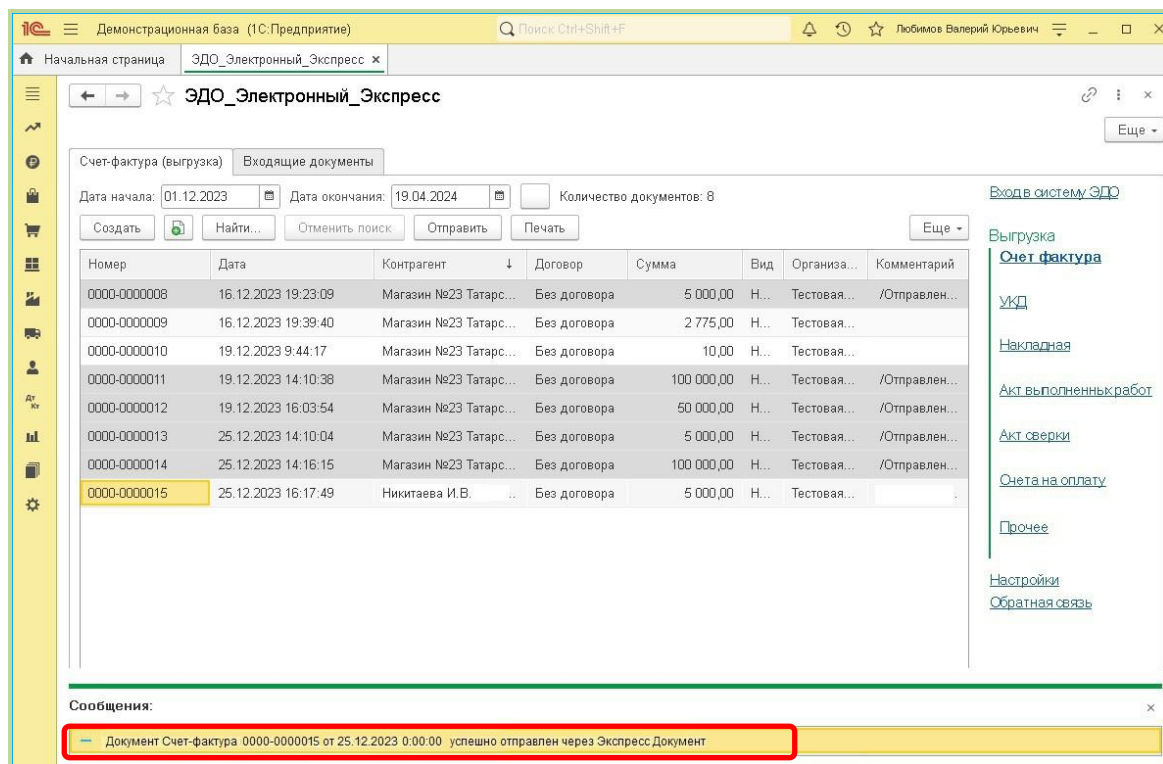 1С Демонстрационная база (1С:Предприятие) Поиск Ctrl+Shift+F Любимов Валерий Юрьевич
Начальная страница ЭДО_Электронный_Экспресс ×
ЭДО_Электронный_Экспресс
Еще
Счет-фактура (выгрузка) Входящие документы
Дата начала: 01.12.2023 Дата окончания: 19.04.2024 Количество документов: 8
Вход в систему ЭДО
Создать Найти... Отменить поиск Отправить Печать Еще
Выгрузка
Номер Дата Контрагент ↓ Договор Сумма Вид Организа... Комментарий
Счет фактура
0000-0000008 16.12.2023 19:23:09 Магазин №23 Татарс... Без договора 5 000,00 Н... Тестовая... /Отправлен...
УКД
0000-0000009 16.12.2023 19:39:40 Магазин №23 Татарс... Без договора 2 775,00 Н... Тестовая...
0000-0000010 19.12.2023 9:44:17 Магазин №23 Татарс... Без договора 10,00 Н... Тестовая...
Накладная
0000-0000011 19.12.2023 14:10:38 Магазин №23 Татарс... Без договора 100 000,00 Н... Тестовая... /Отправлен...
Акт выполненных работ
0000-0000012 19.12.2023 16:03:54 Магазин №23 Татарс... Без договора 50 000,00 Н... Тестовая... /Отправлен...
0000-0000013 25.12.2023 14:10:04 Магазин №23 Татарс... Без договора 5 000,00 Н... Тестовая... /Отправлен...
Акт сверки
0000-0000014 25.12.2023 14:16:15 Магазин №23 Татарс... Без договора 100 000,00 Н... Тестовая... /Отправлен...
Счета на оплату
0000-0000015 25.12.2023 16:17:49 Никитаева И.В. .. Без договора 5 000,00 Н... Тестовая... .
Прочее
Настройки
Обратная связь
Дт
Кт
Сообщения:
– Документ Счет-фактура 0000-0000015 от 25.12.2023 0:00:00 успешно отправлен через Экспресс Документ